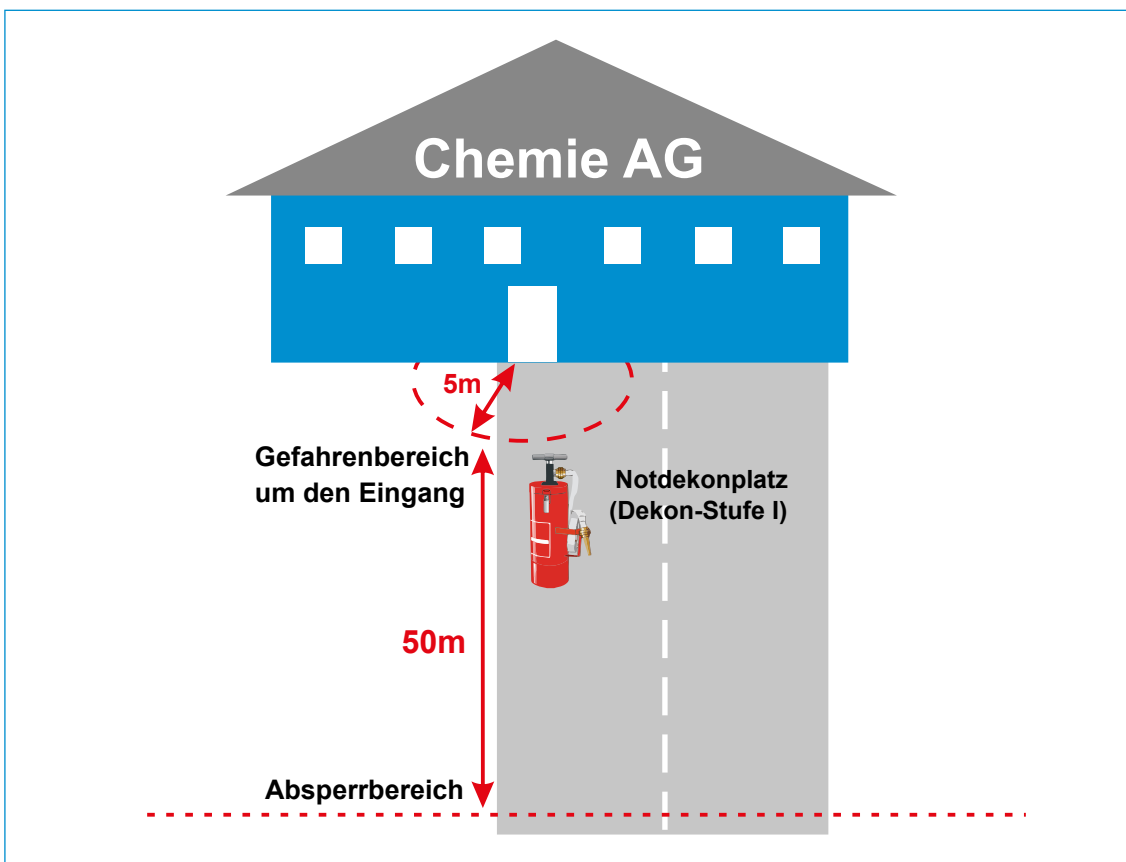 Chemie AG
5m
Gefahrenbereich
um den Eingang
Notdekonplatz
(Dekon-Stufe I)
50m
Absperrbereich